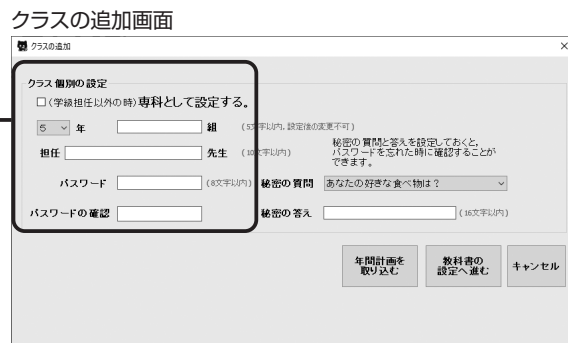 クラスの追加画面
クラスの追加
クラス個別の設定
(学級担任以外の時)専科として設定する。
5 年 組 (5文字以内, 設定後の変更不可)
担任 先生 (10文字以内)
秘密の質問と答えを設定しておくと,
パスワードを忘れた時に確認することが
できます。
パスワード (8文字以内) 秘密の質問 あなたの好きな食べ物は?
パスワードの確認 秘密の答え (16文字以内)
年間計画を
取り込む
教科書の
設定へ進む
キャンセル